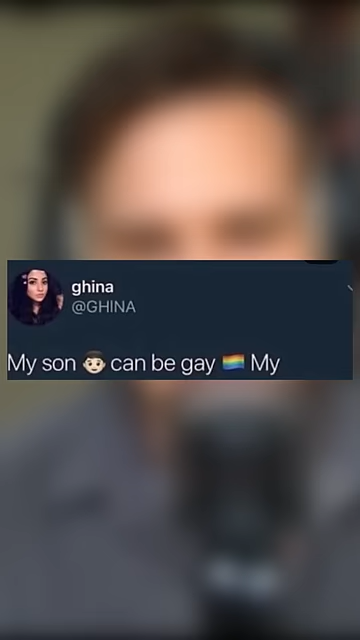 ghina
@GHINA
My son 👦🏻 can be gay 🏳️‍🌈 My